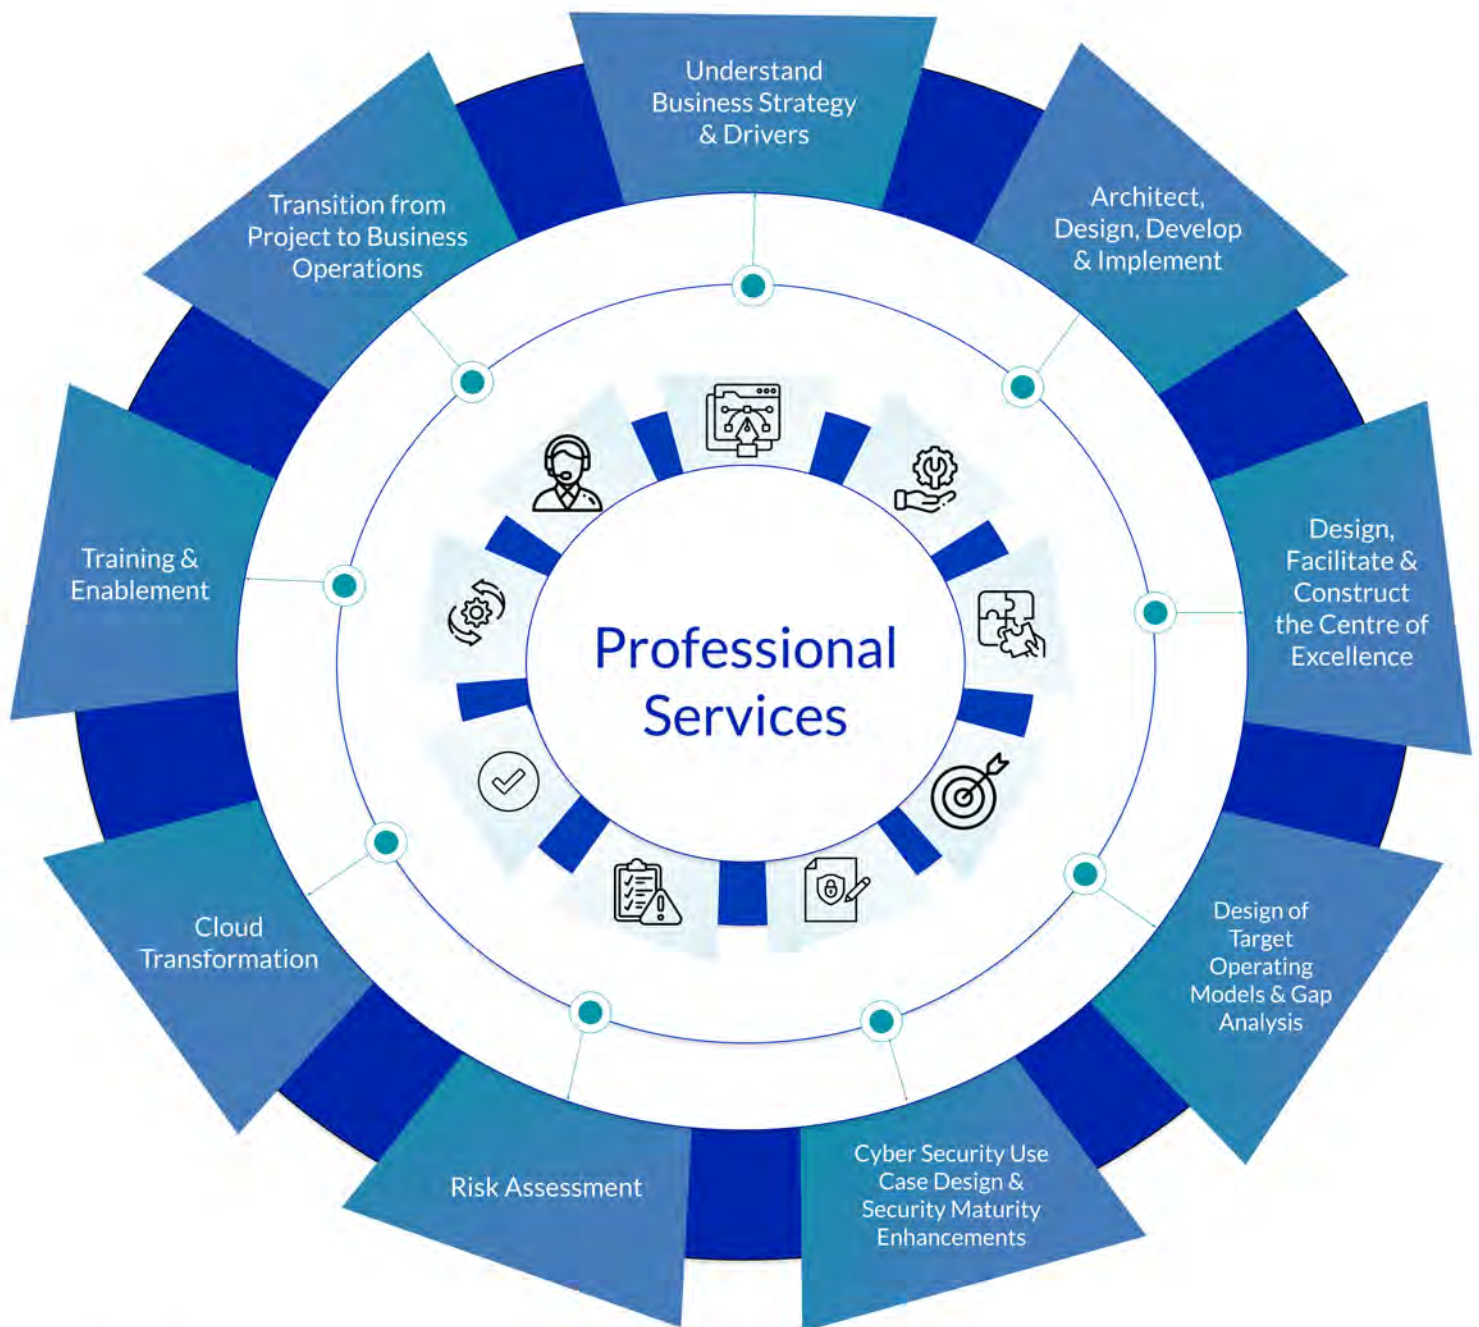 Understand
Business Strategy
& Drivers
Architect,
Design, Develop
& Implement
Design,
Facilitate &
Construct
the Centre of
Excellence
Design of
Target
Operating
Models & Gap
Analysis
Cyber Security Use
Case Design &
Security Maturity
Enhancements
Risk Assessment
Cloud
Transformation
Training &
Enablement
Transition from
Project to Business
Operations
Professional
Services